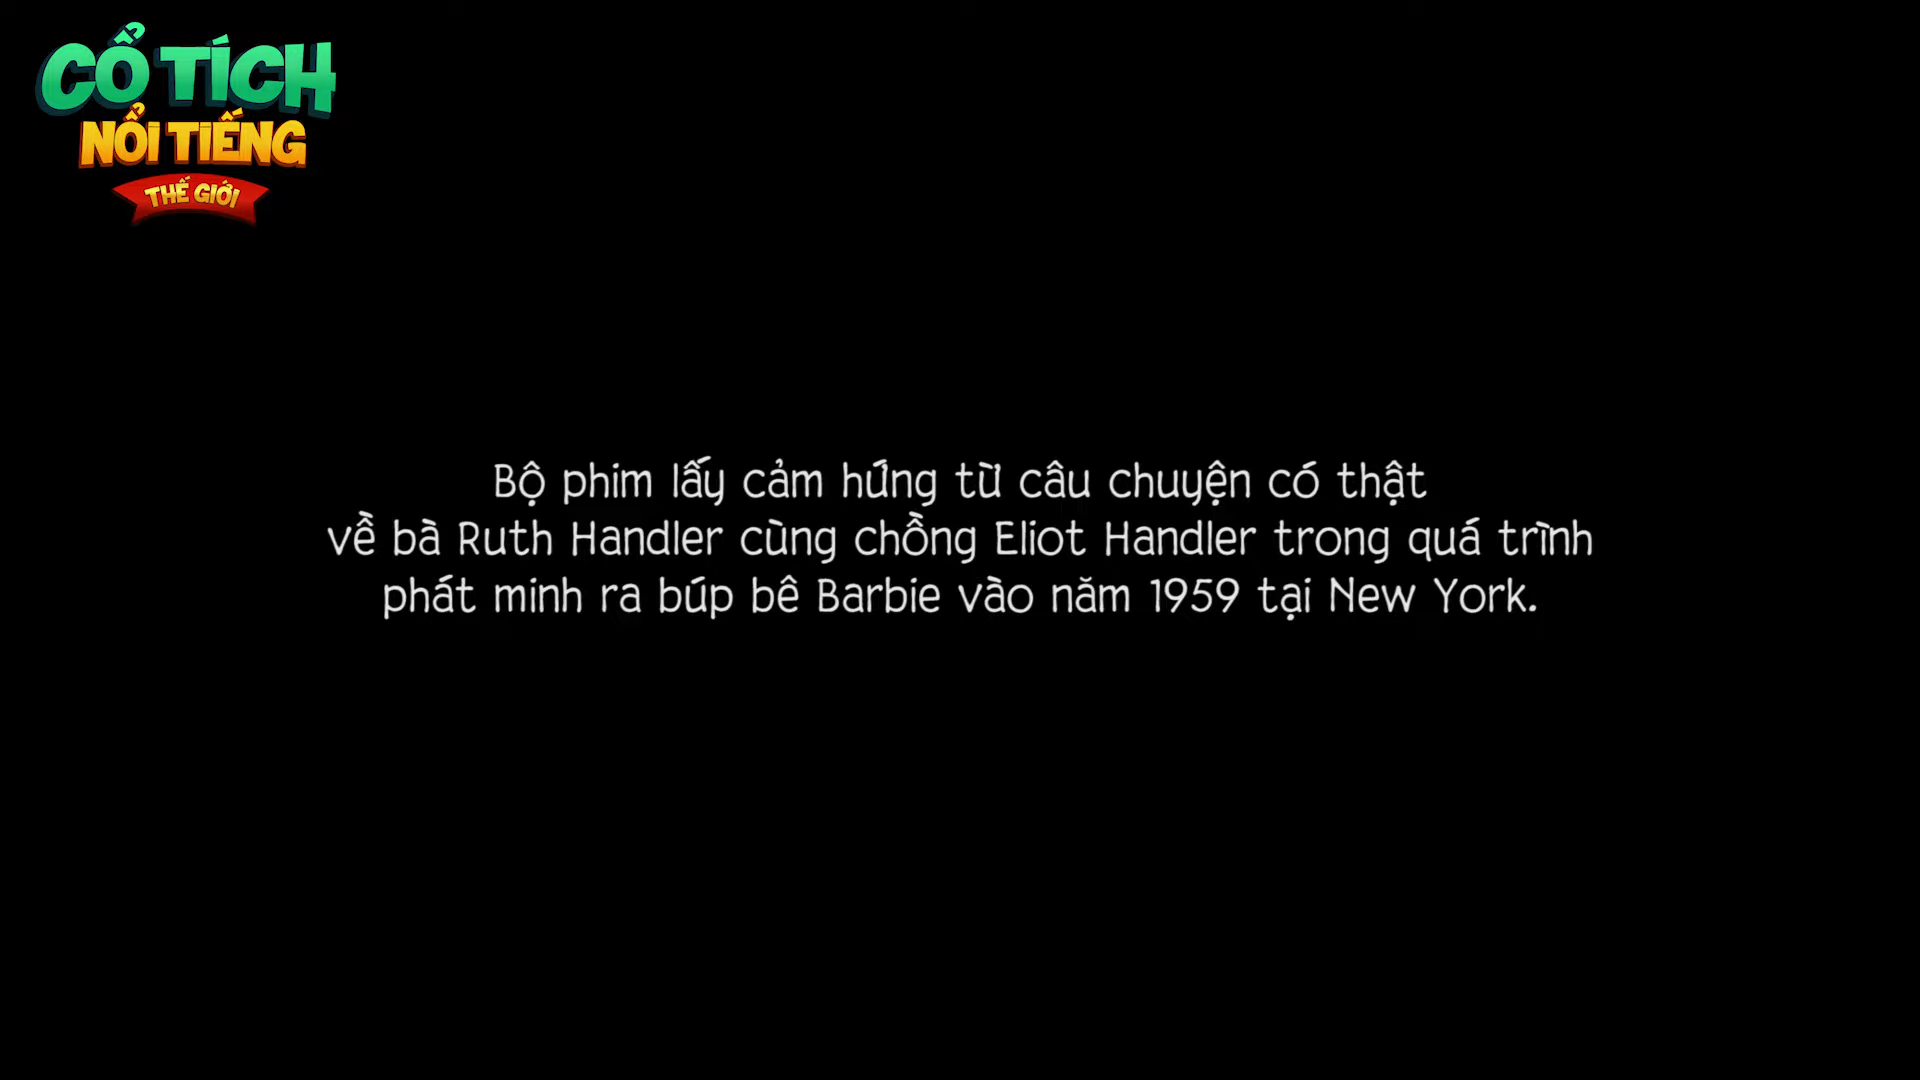 CỔ TÍCH
NỔI TIẾNG
THẾ GIỚI
Bộ phim lấy cảm hứng từ câu chuyện có thật
về bà Ruth Handler cùng chồng Eliot Handler trong quá trình
phát minh ra búp bê Barbie vào năm 1959 tại New York.